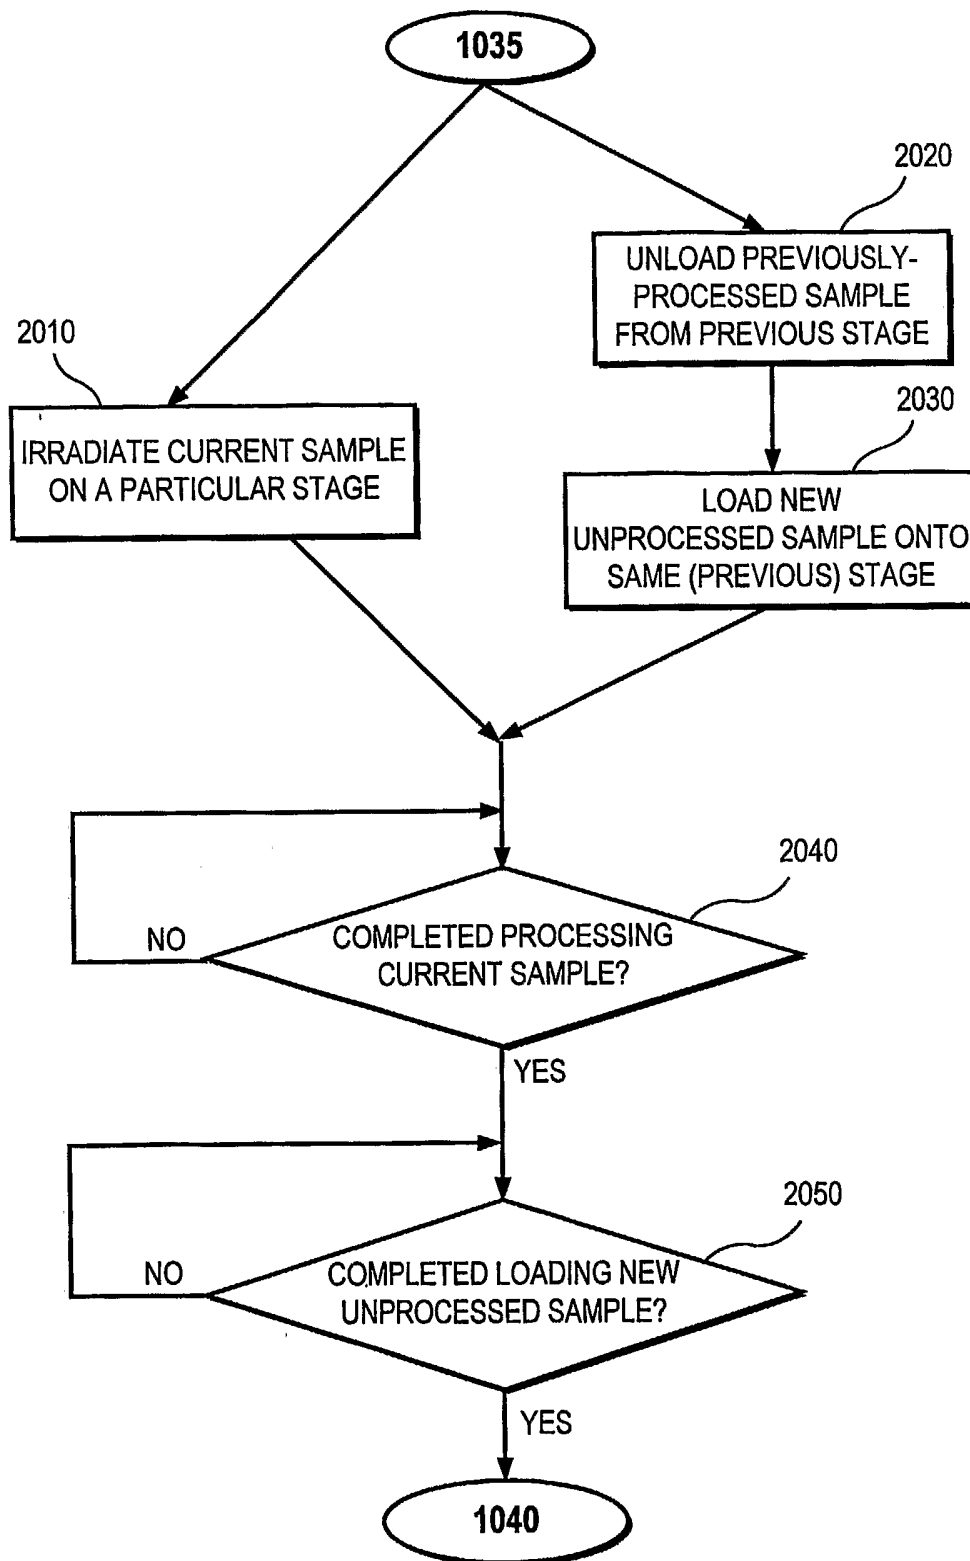 1035
2020
UNLOAD PREVIOUSLY-
PROCESSED SAMPLE
FROM PREVIOUS STAGE
2010
IRRADIATE CURRENT SAMPLE
ON A PARTICULAR STAGE
2030
LOAD NEW
UNPROCESSED SAMPLE ONTO
SAME (PREVIOUS) STAGE
2040
COMPLETED PROCESSING
CURRENT SAMPLE?
NO
YES
2050
COMPLETED LOADING NEW
UNPROCESSED SAMPLE?
NO
YES
1040